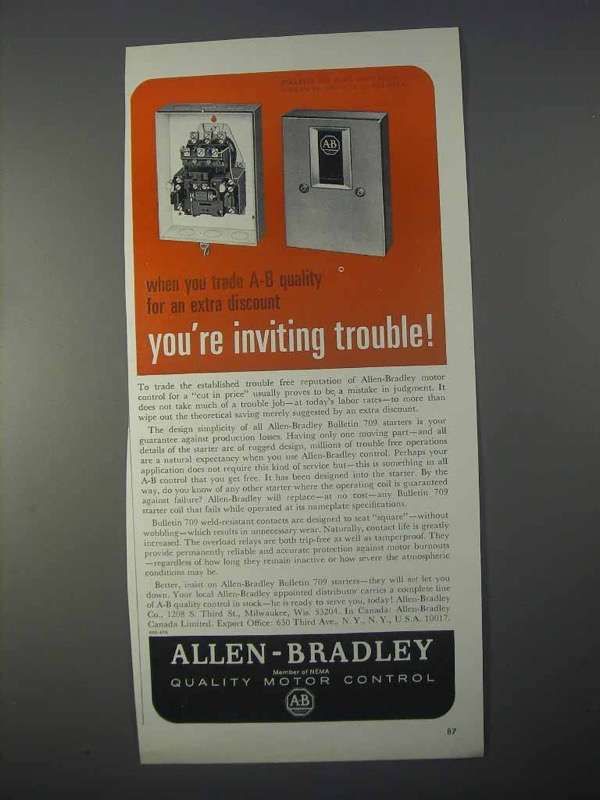 AB
when you trade A-B quality
for an extra discount
you're inviting trouble!
To trade the established trouble free reputation of Allen-Bradley motor
control for a "cut in price" usually proves to be a mistake in judgment. It
does not take much of a trouble job—at today's labor rates—to more than
wipe out the theoretical saving merely suggested by an extra discount.
The design simplicity of all Allen-Bradley Bulletin 709 starters is your
guarantee against production losses. Having only one moving part—and all
details of the starter are of rugged design, millions of trouble free operations
are a natural expectancy when you use Allen-Bradley control. Perhaps your
application does not require this kind of service but—this is something in all
A-B control that you get free. It has been designed into the starter. By the
way, do you know of any other starter where the operating coil is guaranteed
against failure? Allen-Bradley will replace—at no cost—any Bulletin 709
starter coil that fails while operated at its nameplate specifications.
Bulletin 709 weld-resistant contacts are designed to seat "square"—without
wobbling—which results in unnecessary wear. Naturally, contact life is greatly
increased. The overload relays are both trip-free as well as tamperproof. They
provide permanently reliable and accurate protection against motor burnouts
—regardless of how long they remain inactive or how severe the atmospheric
conditions may be.
Better, insist on Allen-Bradley Bulletin 709 starters—they will not let you
down. Your local Allen-Bradley appointed distributor carries a complete line
of A-B quality control in stock—he is ready to serve you, today! Allen-Bradley
Co., 1208 S. Third St., Milwaukee, Wis. 53204. In Canada: Allen-Bradley
Canada Limited. Export Office: 630 Third Ave., N. Y., N. Y., U.S.A. 10017.
ALLEN-BRADLEY
Member of NEMA
QUALITY MOTOR CONTROL
AB
87